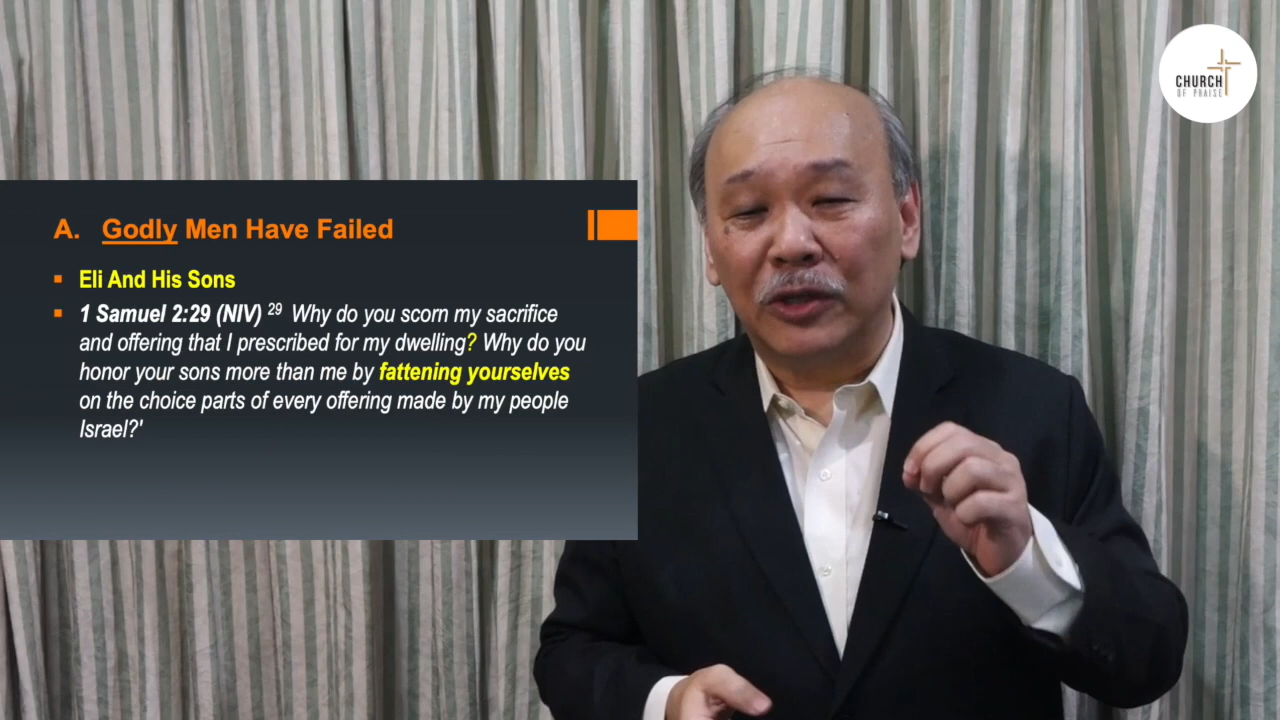 A. Godly Men Have Failed
Eli And His Sons
1 Samuel 2:29 (NIV) 29 Why do you scorn my sacrifice
and offering that I prescribed for my dwelling? Why do you
honor your sons more than me by fattening yourselves
on the choice parts of every offering made by my people
Israel?'
CHURCH
OF PRAISE